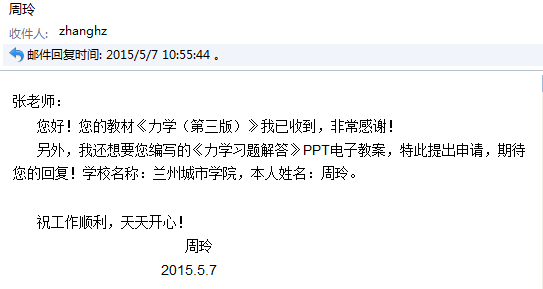 周玲
收件人： zhanghz
邮件回复时间: 2015/5/7 10:55:44 。
张老师：
您好！您的教材《力学（第三版）》我已收到，非常感谢！
另外，我还想要您编写的《力学习题解答》PPT电子教案，特此提出申请，期待
您的回复！学校名称：兰州城市学院，本人姓名：周玲。
祝工作顺利，天天开心！
周玲
2015.5.7